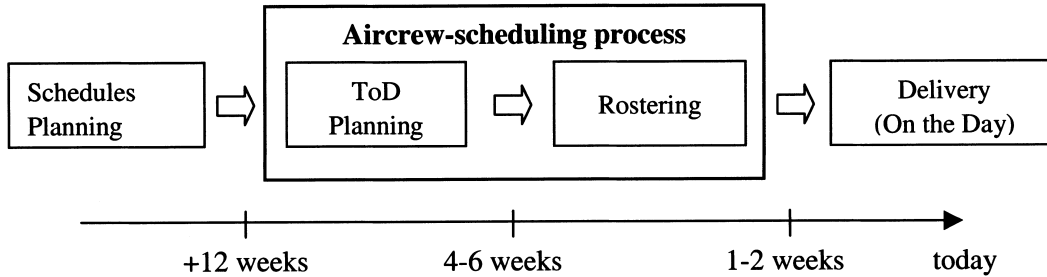 Aircrew-scheduling process
Schedules
Planning
ToD
Planning
Rostering
Delivery
(On the Day)
+12 weeks
4-6 weeks
1-2 weeks
today